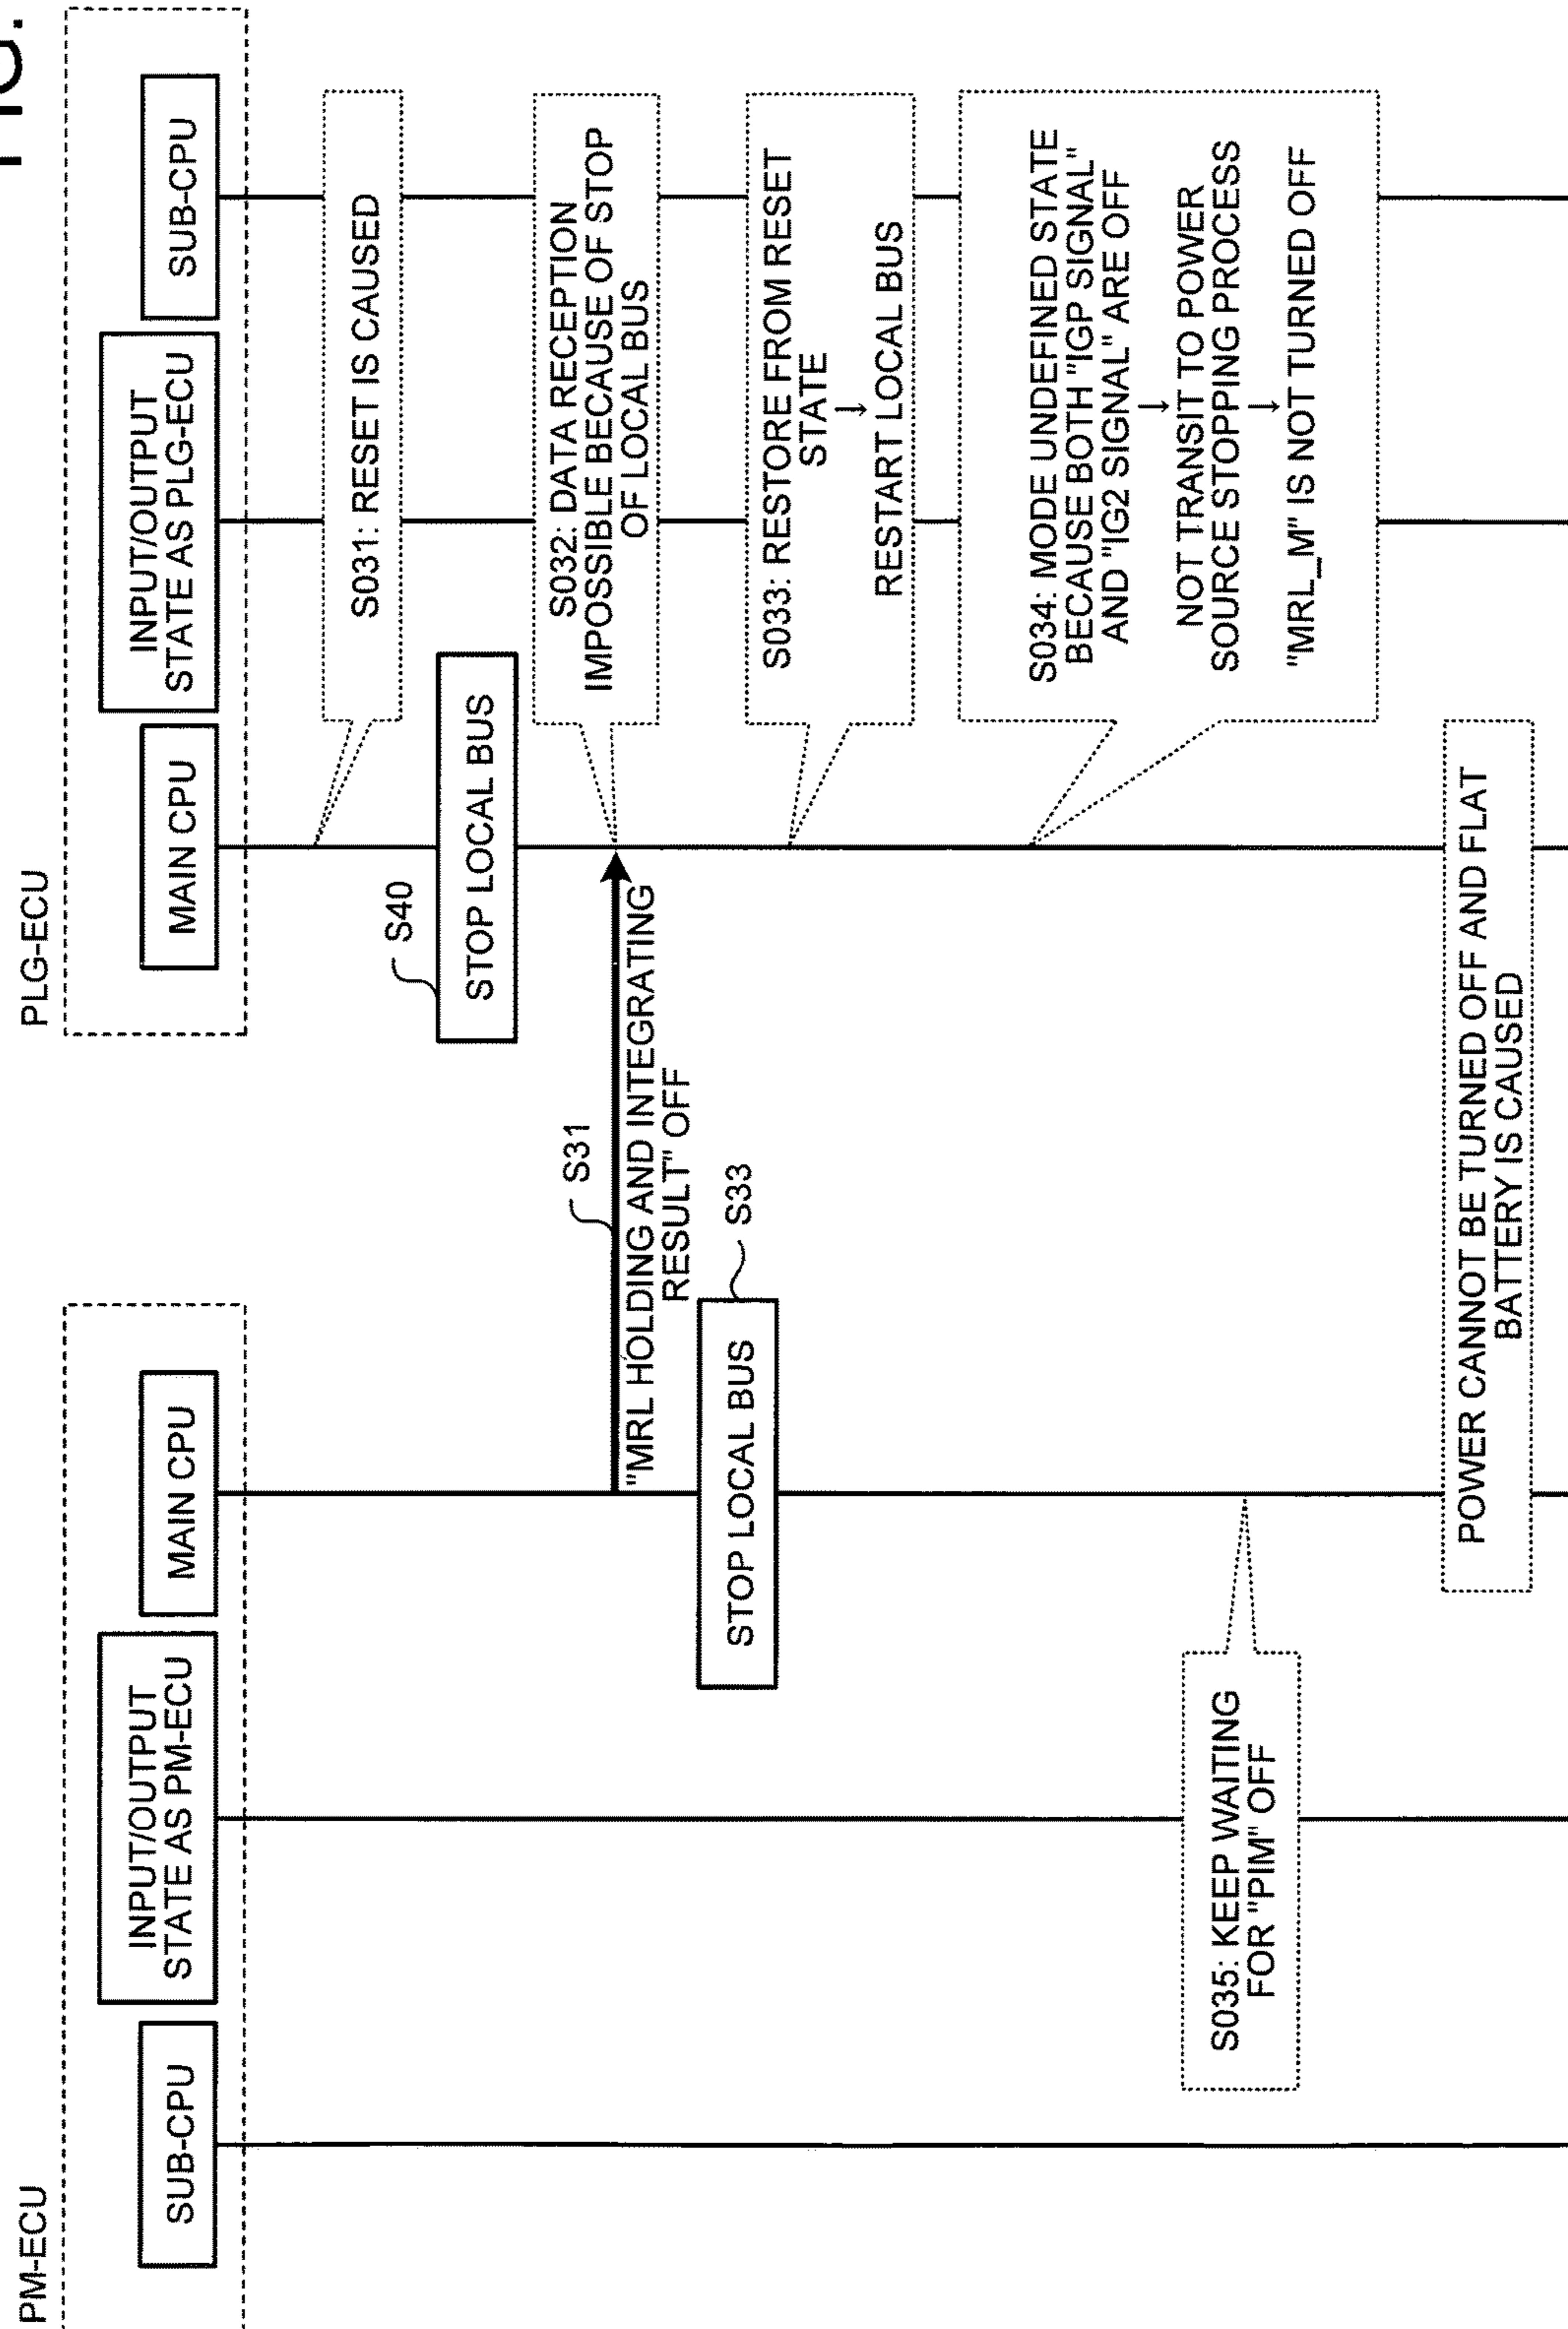 FIG.
PM-ECU
SUB-CPU
INPUT/OUTPUT
STATE AS PM-ECU
MAIN CPU
PLG-ECU
MAIN CPU
INPUT/OUTPUT
STATE AS PLG-ECU
SUB-CPU
S031: RESET IS CAUSED
S40
STOP LOCAL BUS
S31
"MRL HOLDING AND INTEGRATING
RESULT" OFF
S032: DATA RECEPTION
IMPOSSIBLE BECAUSE OF STOP
OF LOCAL BUS
S33
STOP LOCAL BUS
S033: RESTORE FROM RESET
STATE
→
RESTART LOCAL BUS
S034: MODE UNDEFINED STATE
BECAUSE BOTH "IGP SIGNAL"
AND "IG2 SIGNAL" ARE OFF
→
NOT TRANSIT TO POWER
SOURCE STOPPING PROCESS
→
"MRL_M" IS NOT TURNED OFF
S035: KEEP WAITING
FOR "PIM" OFF
POWER CANNOT BE TURNED OFF AND FLAT
BATTERY IS CAUSED